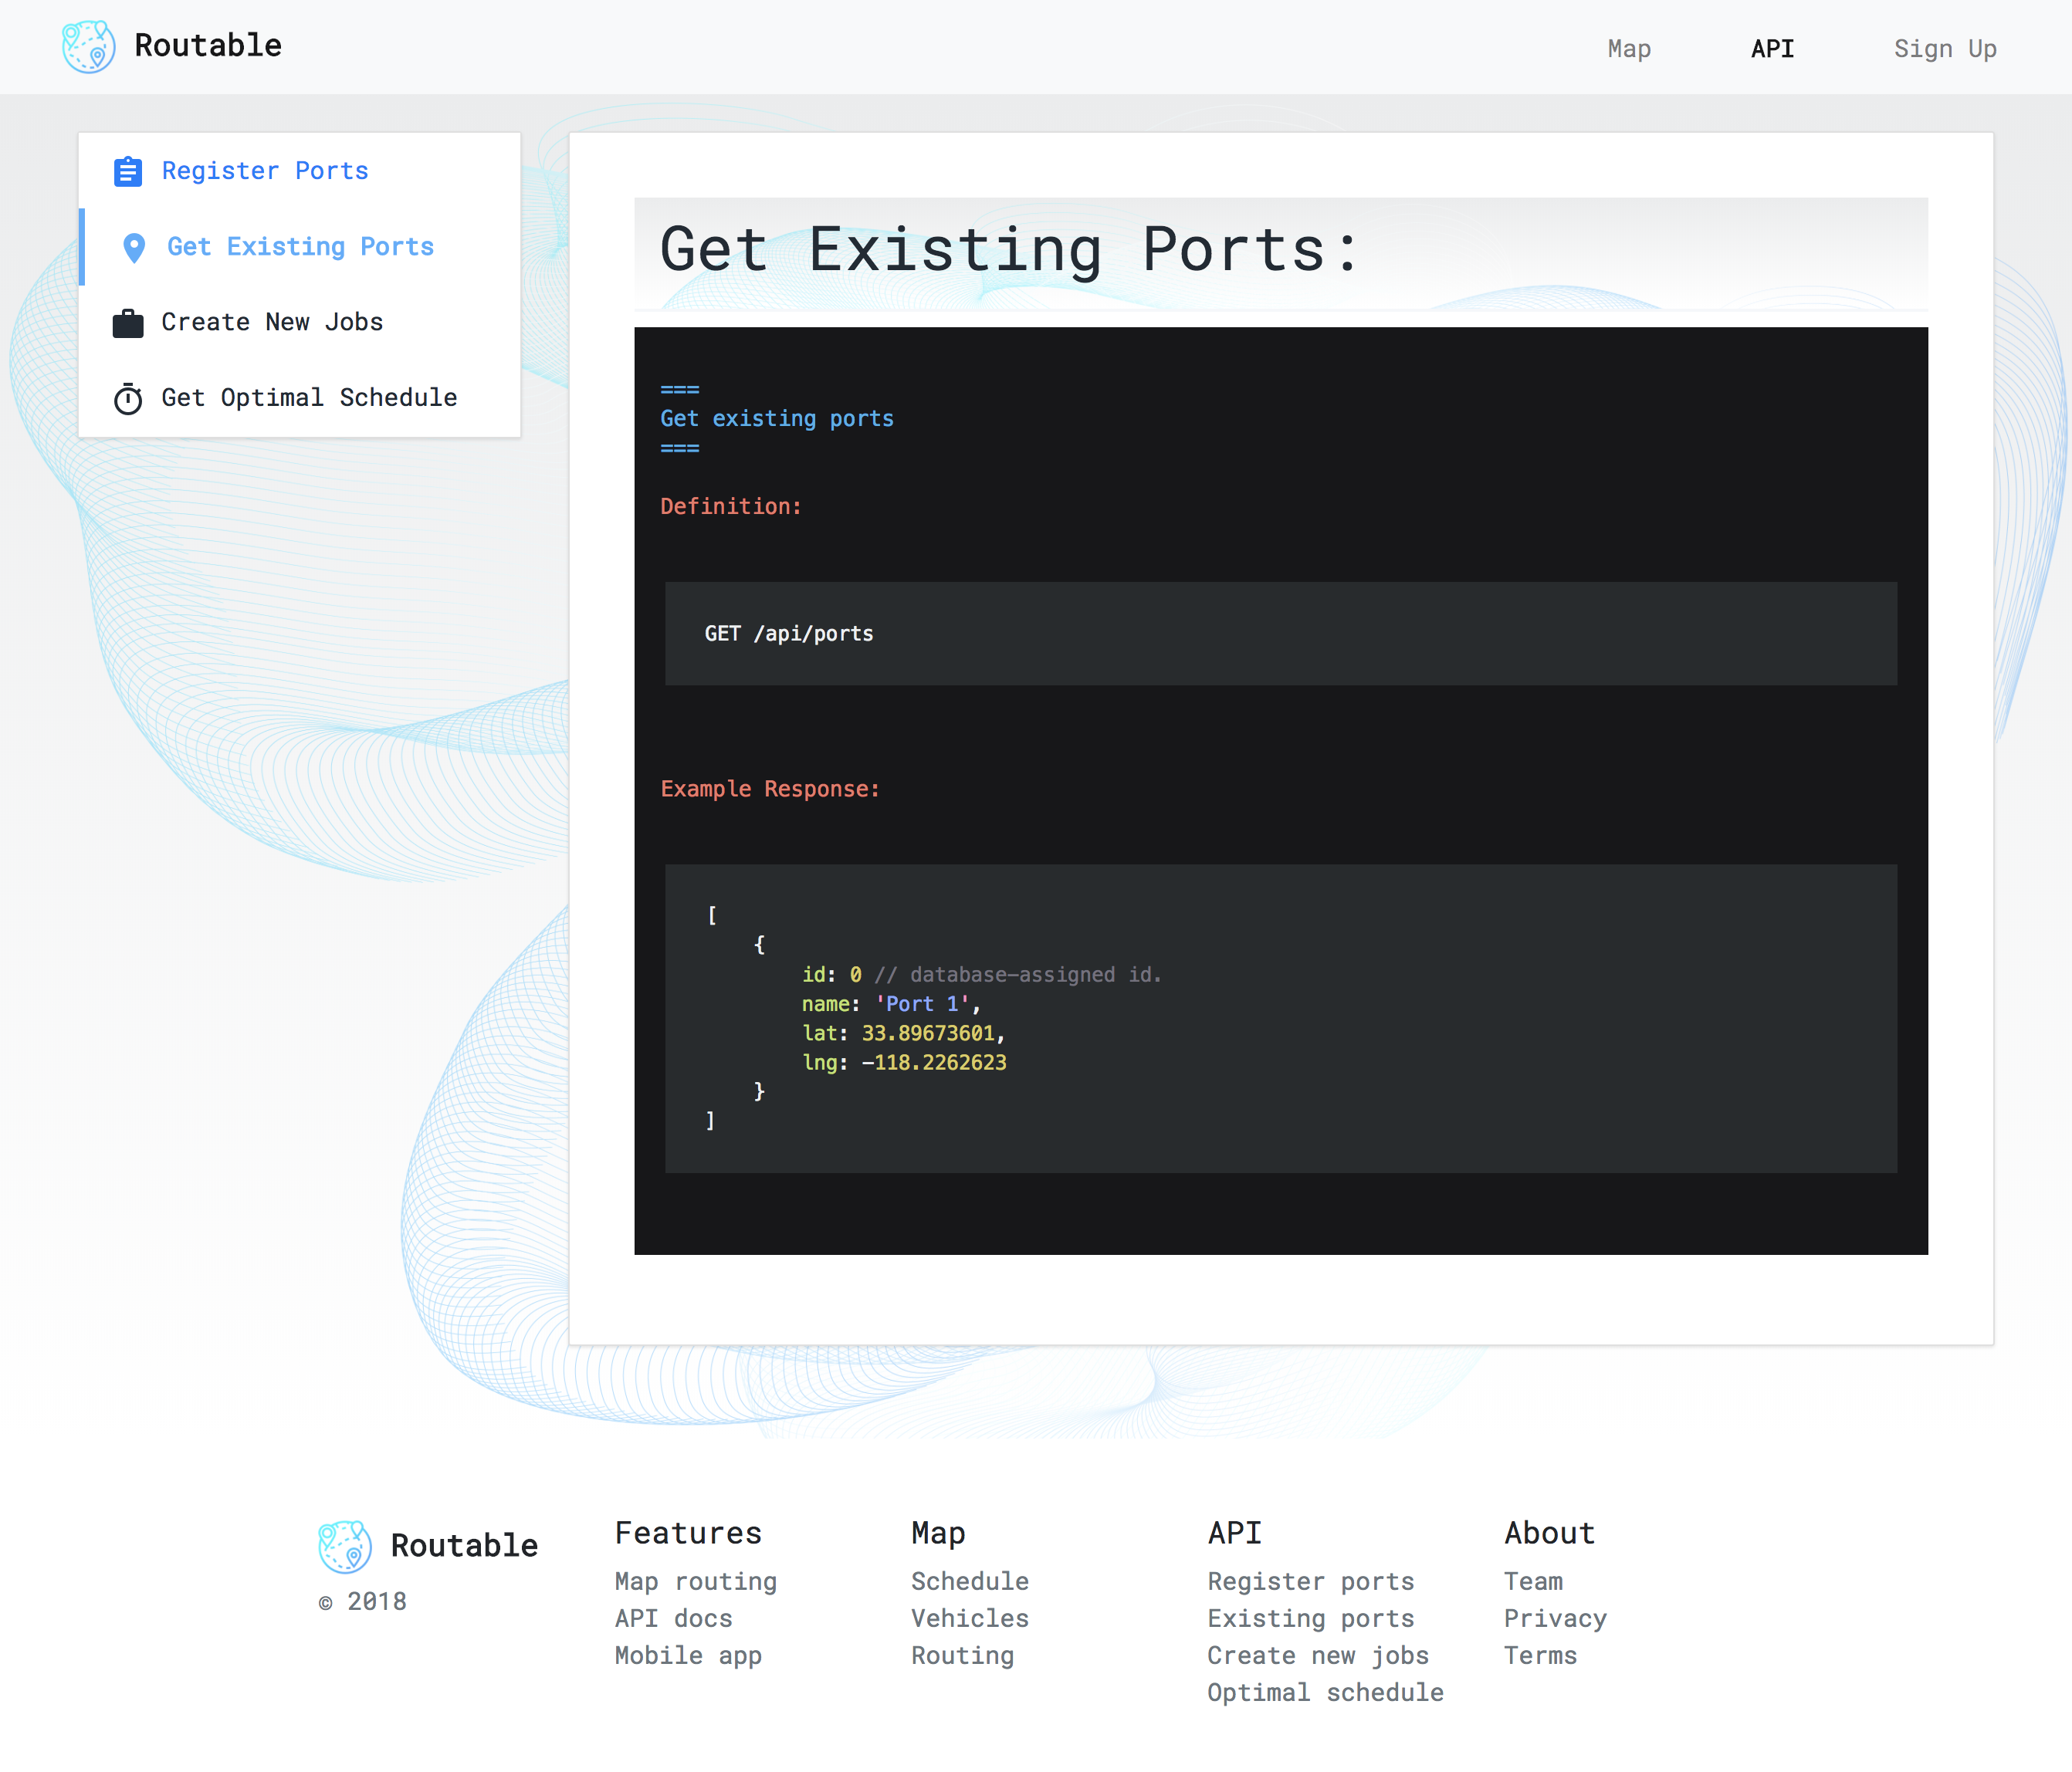 Routable
Map
API
Sign Up
Register Ports
Get Existing Ports
Create New Jobs
Get Optimal Schedule
Get Existing Ports:
===
Get existing ports
===
Definition:
GET /api/ports
Example Response:
[
{
id: 0 // database-assigned id.
name: 'Port 1',
lat: 33.89673601,
lng: -118.2262623
}
]
Routable
© 2018
Features
Map routing
API docs
Mobile app
Map
Schedule
Vehicles
Routing
API
Register ports
Existing ports
Create new jobs
Optimal schedule
About
Team
Privacy
Terms